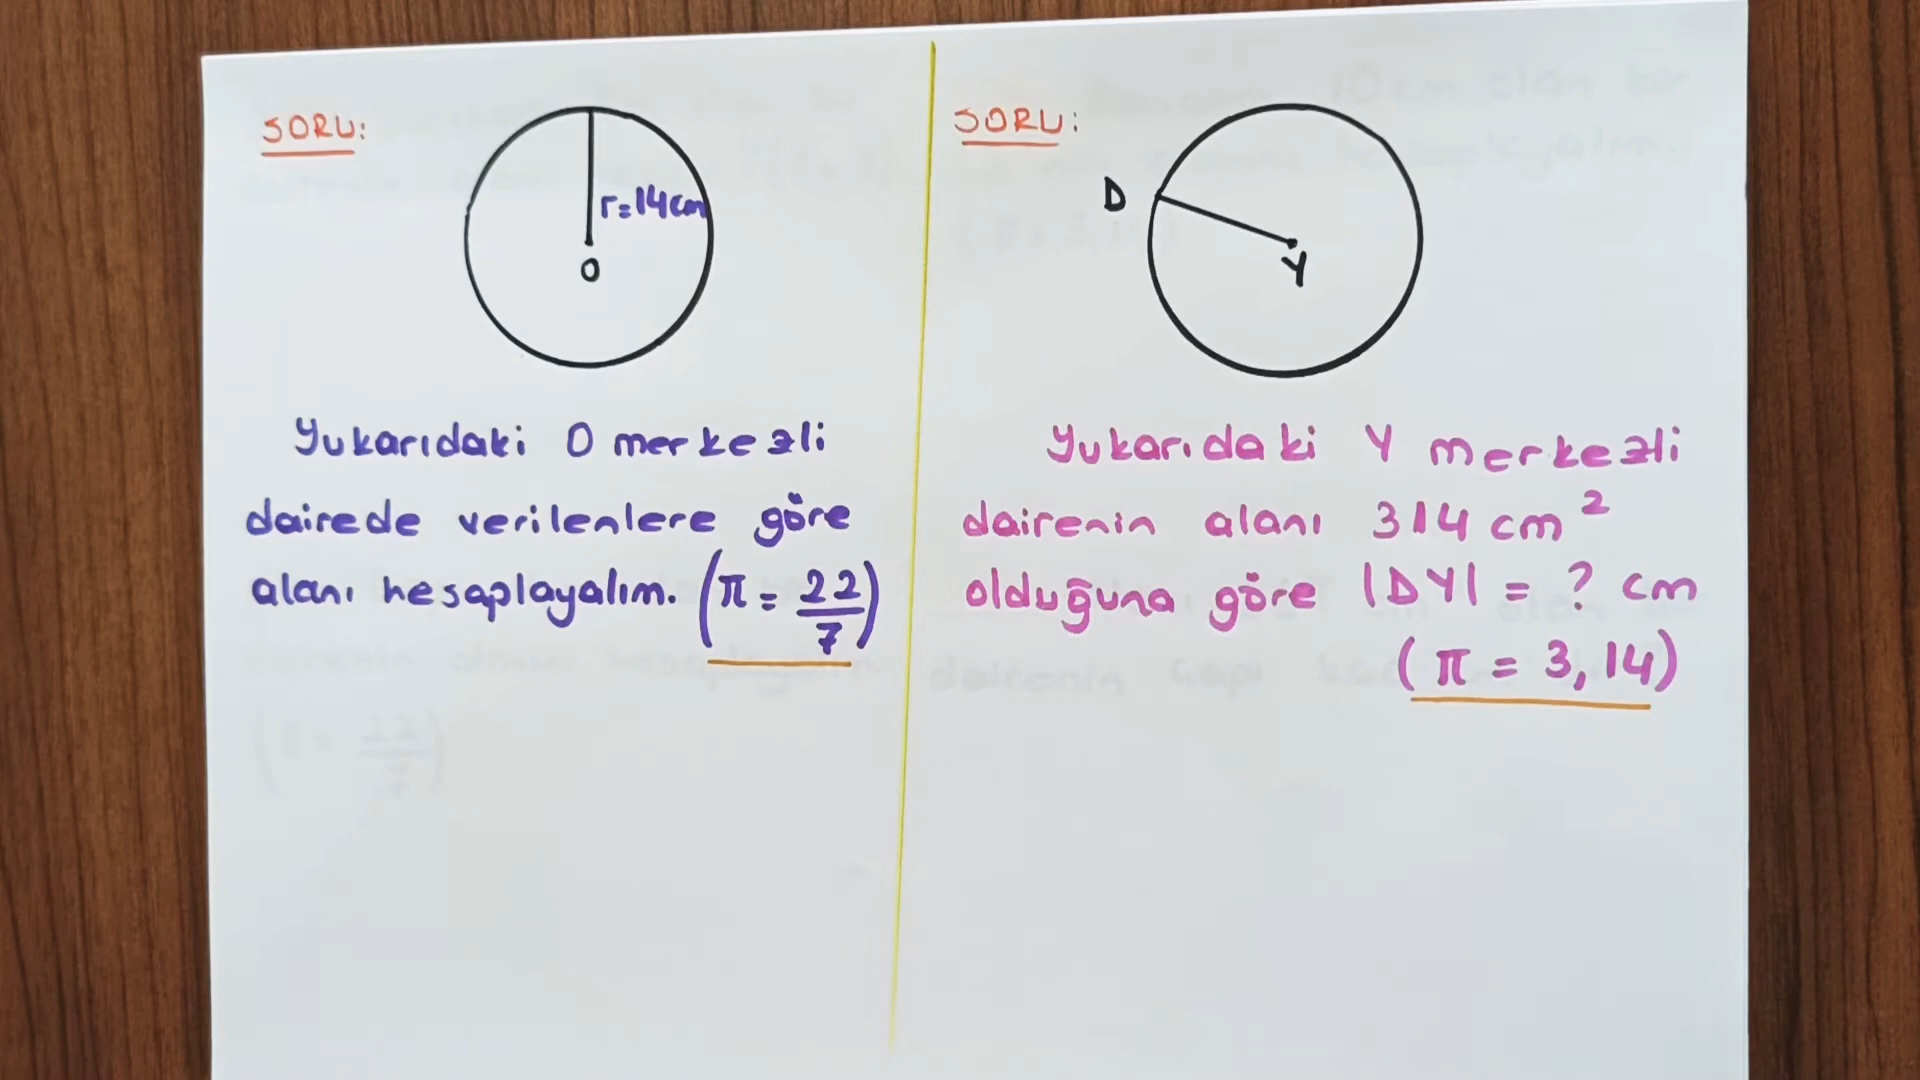 SORU:
r=14cm
O
Yukarıdaki O merkezli
dairede verilenlere göre
alanı hesaplayalım. (π = 22/7)
SORU:
D
Y
Yukarıdaki Y merkezli
dairenin alanı 314 cm²
olduğuna göre |DY| = ? cm
(π = 3,14)